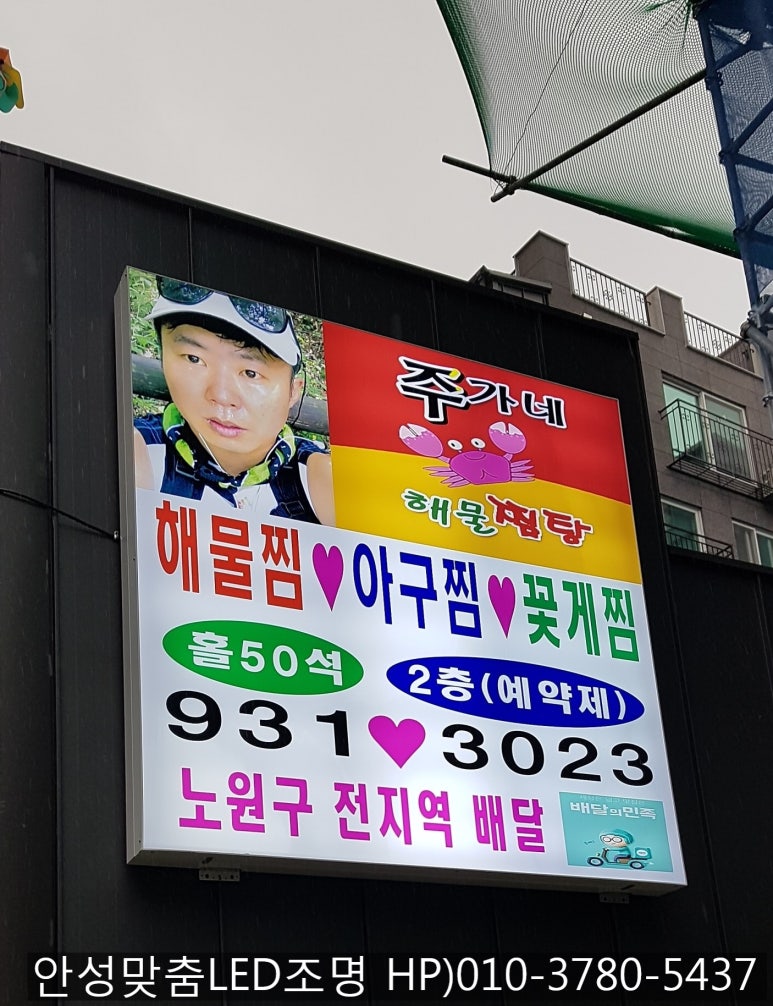 주가네
해물찜탕
해물찜♥아구찜♥꽃게찜
홀50석
2층(예약제)
931♥3023
노원구 전지역 배달
배달의민족
안성맞춤LED조명 HP)010-3780-5437